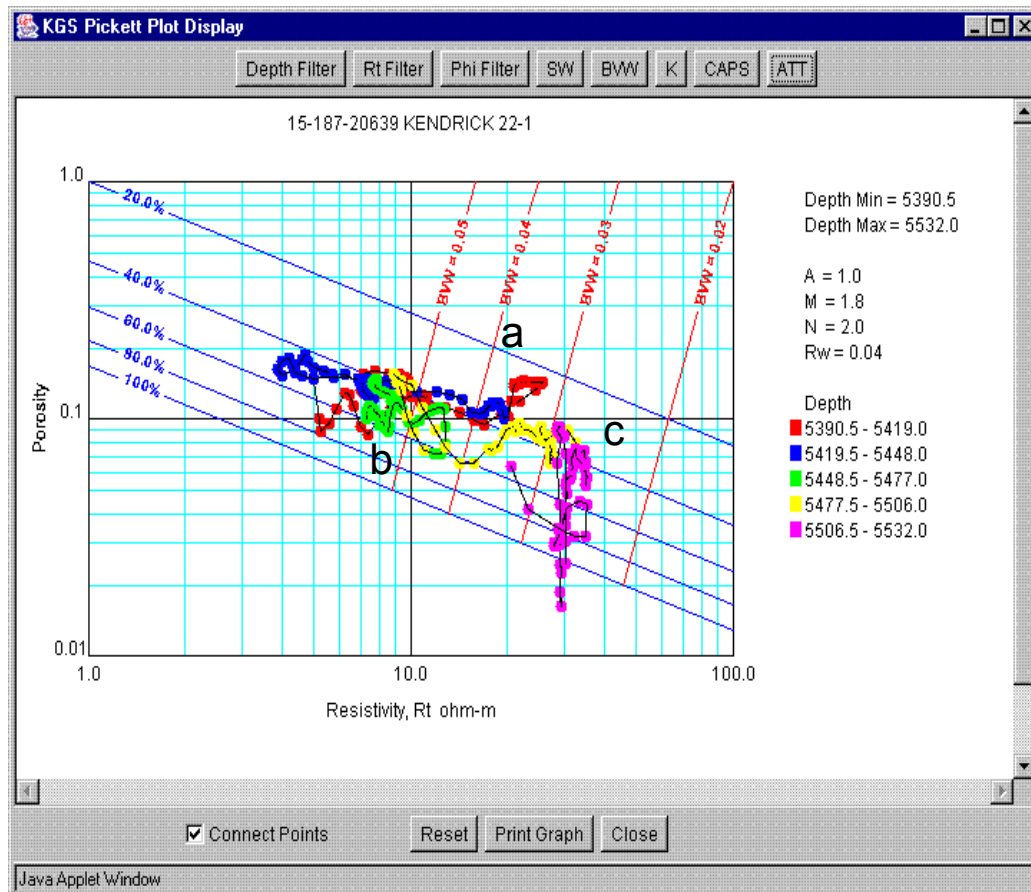 KGS Pickett Plot Display
Depth Filter Rt Filter Phi Filter SW BVW K CAPS ATT
15-187-20639 KENDRICK 22-1
1.0
20.0%
40.0%
60.0%
80.0%
100%
BVW = 0.05
BVW = 0.04
BVW = 0.03
BVW = 0.02
a
b
c
Porosity
0.1
0.01
1.0 10.0 100.0
Resistivity, Rt ohm-m
Depth Min = 5390.5
Depth Max = 5532.0
A = 1.0
M = 1.8
N = 2.0
Rw = 0.04
Depth
5390.5 - 5419.0
5419.5 - 5448.0
5448.5 - 5477.0
5477.5 - 5506.0
5506.5 - 5532.0
Connect Points Reset Print Graph Close
Java Applet Window